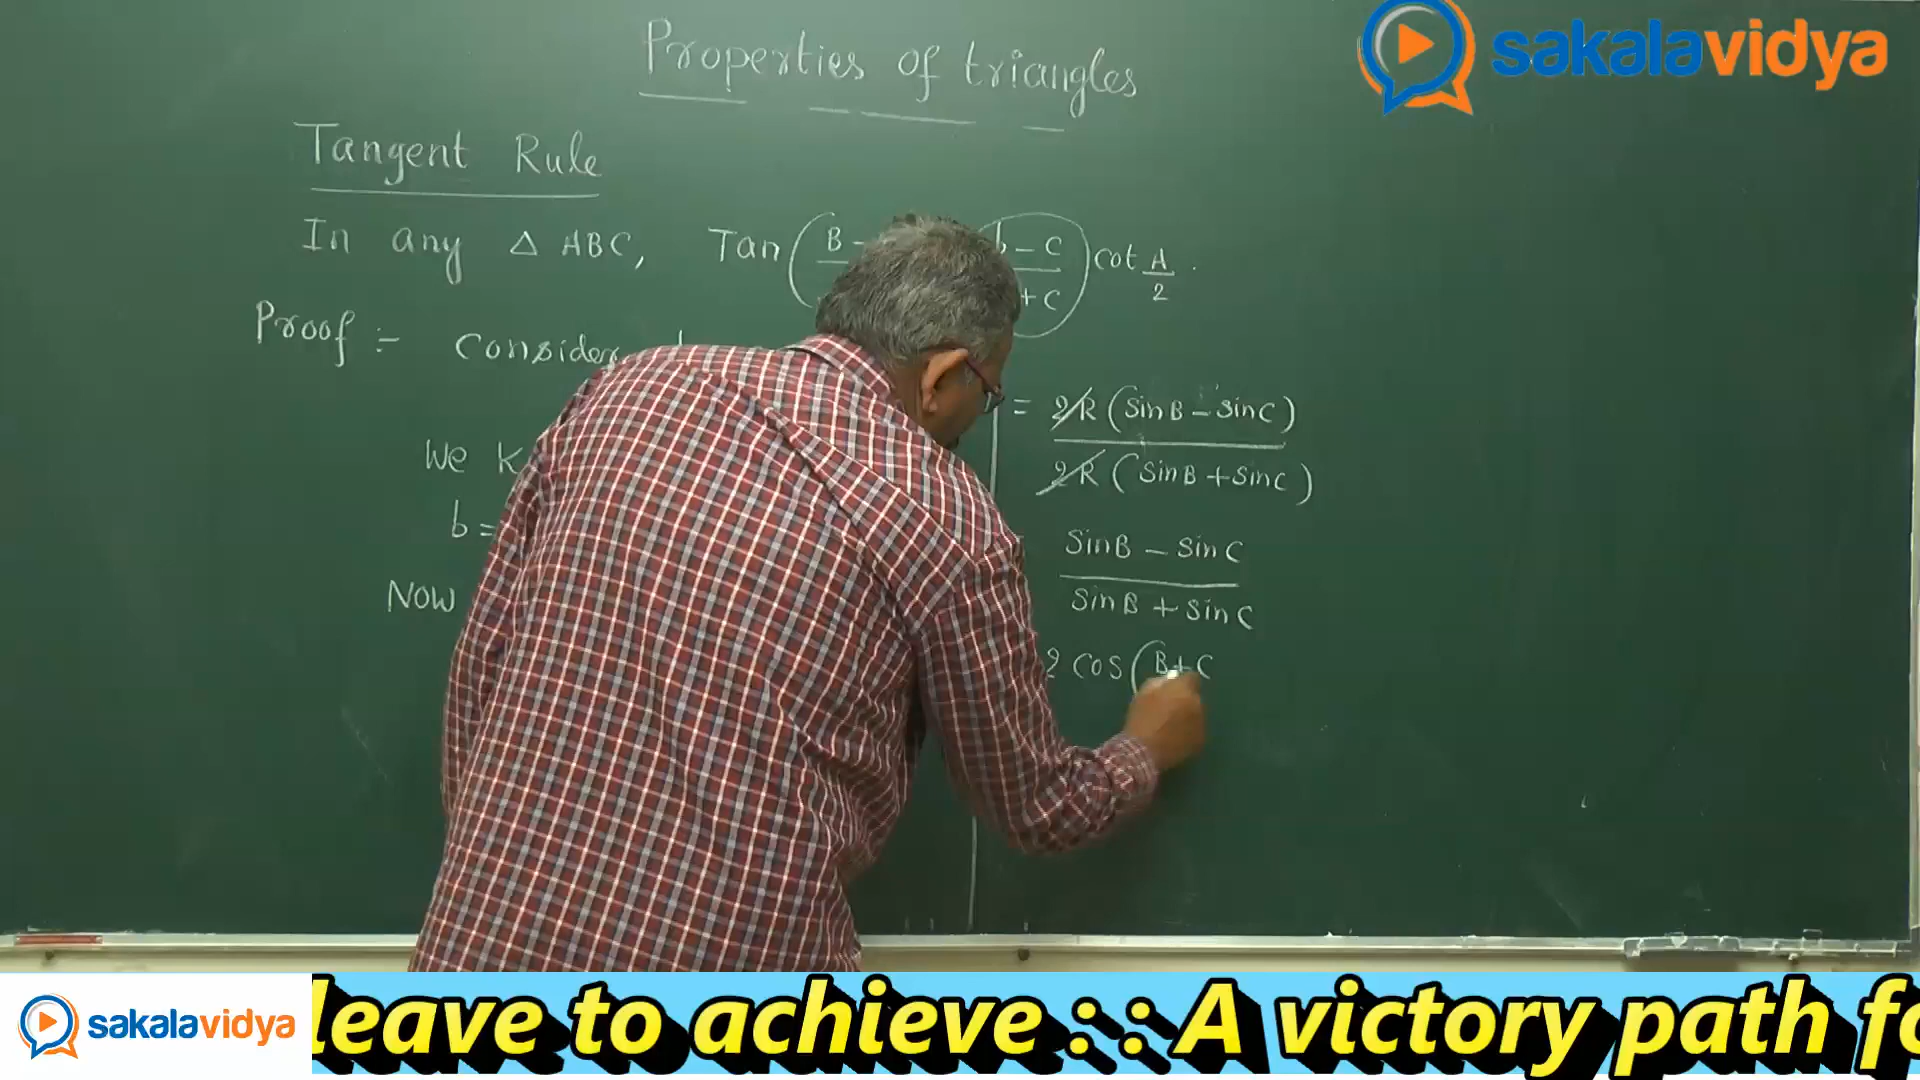 Properties of triangles
sakalavidya
Tangent Rule
In any △ ABC, Tan (B - b - C cot A
+ C 2
Proof :- Consider
We
b =
Now
= 2R (SinB - SinC)
2R (SinB + SinC)
SinB - SinC
SinB + SinC
2 Cos (B+C
sakalavidya
leave to achieve :: A victory path